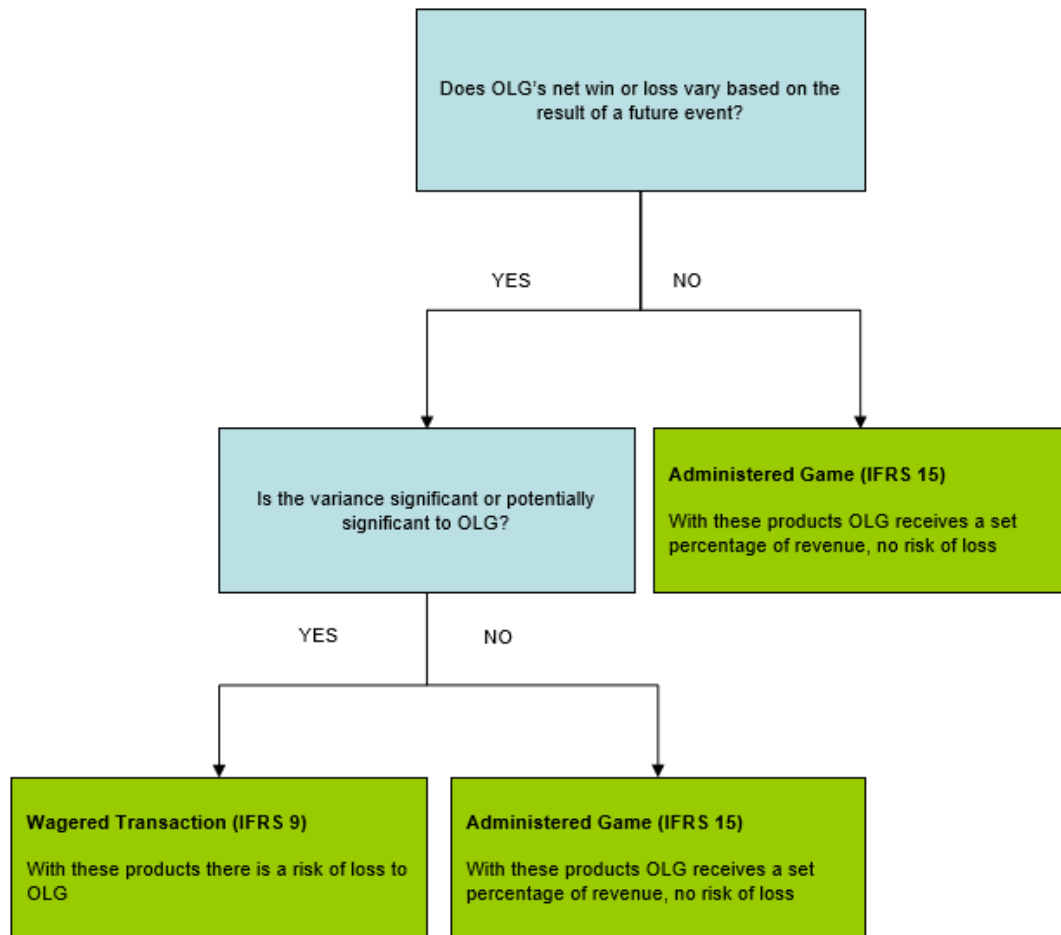 Does OLG's net win or loss vary based on the
result of a future event?
YES
NO
Is the variance significant or potentially
significant to OLG?
Administered Game (IFRS 15)
With these products OLG receives a set
percentage of revenue, no risk of loss
YES
NO
Wagered Transaction (IFRS 9)
With these products there is a risk of loss to
OLG
Administered Game (IFRS 15)
With these products OLG receives a set
percentage of revenue, no risk of loss